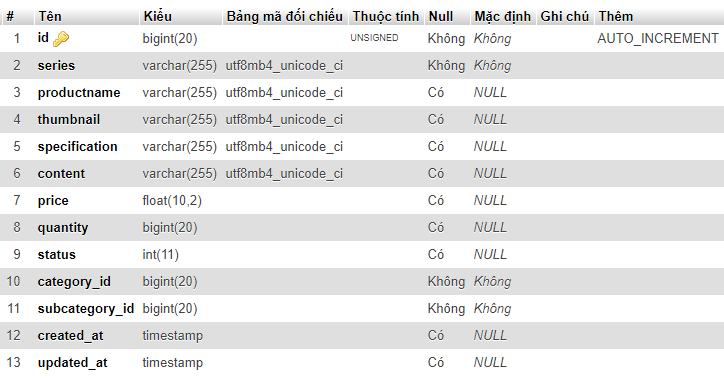 # Tên Kiểu Bảng mã đối chiếu Thuộc tính Null Mặc định Ghi chú Thêm
1 id bigint(20) UNSIGNED Không Không AUTO_INCREMENT
2 series varchar(255) utf8mb4_unicode_ci Không Không
3 productname varchar(255) utf8mb4_unicode_ci Có NULL
4 thumbnail varchar(255) utf8mb4_unicode_ci Có NULL
5 specification varchar(255) utf8mb4_unicode_ci Có NULL
6 content varchar(255) utf8mb4_unicode_ci Có NULL
7 price float(10,2) Có NULL
8 quantity bigint(20) Có NULL
9 status int(11) Có NULL
10 category_id bigint(20) Không Không
11 subcategory_id bigint(20) Không Không
12 created_at timestamp Có NULL
13 updated_at timestamp Có NULL